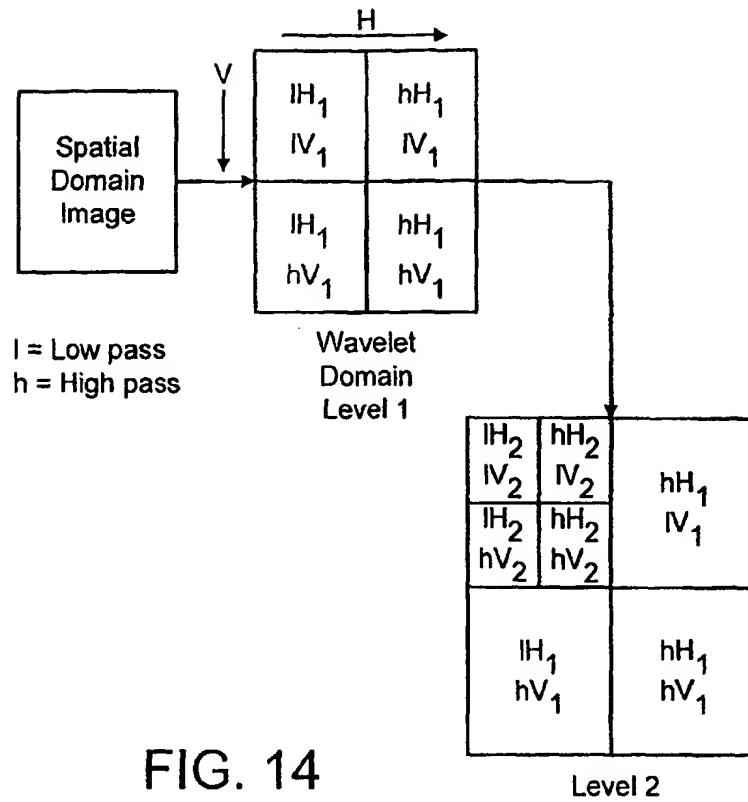 H
V
Spatial
Domain
Image
lH1
lV1
hH1
lV1
lH1
hV1
hH1
hV1
l = Low pass
h = High pass
Wavelet
Domain
Level 1
lH2
lV2
hH2
lV2
lH2
hV2
hH2
hV2
hH1
lV1
lH1
hV1
hH1
hV1
Level 2
FIG. 14